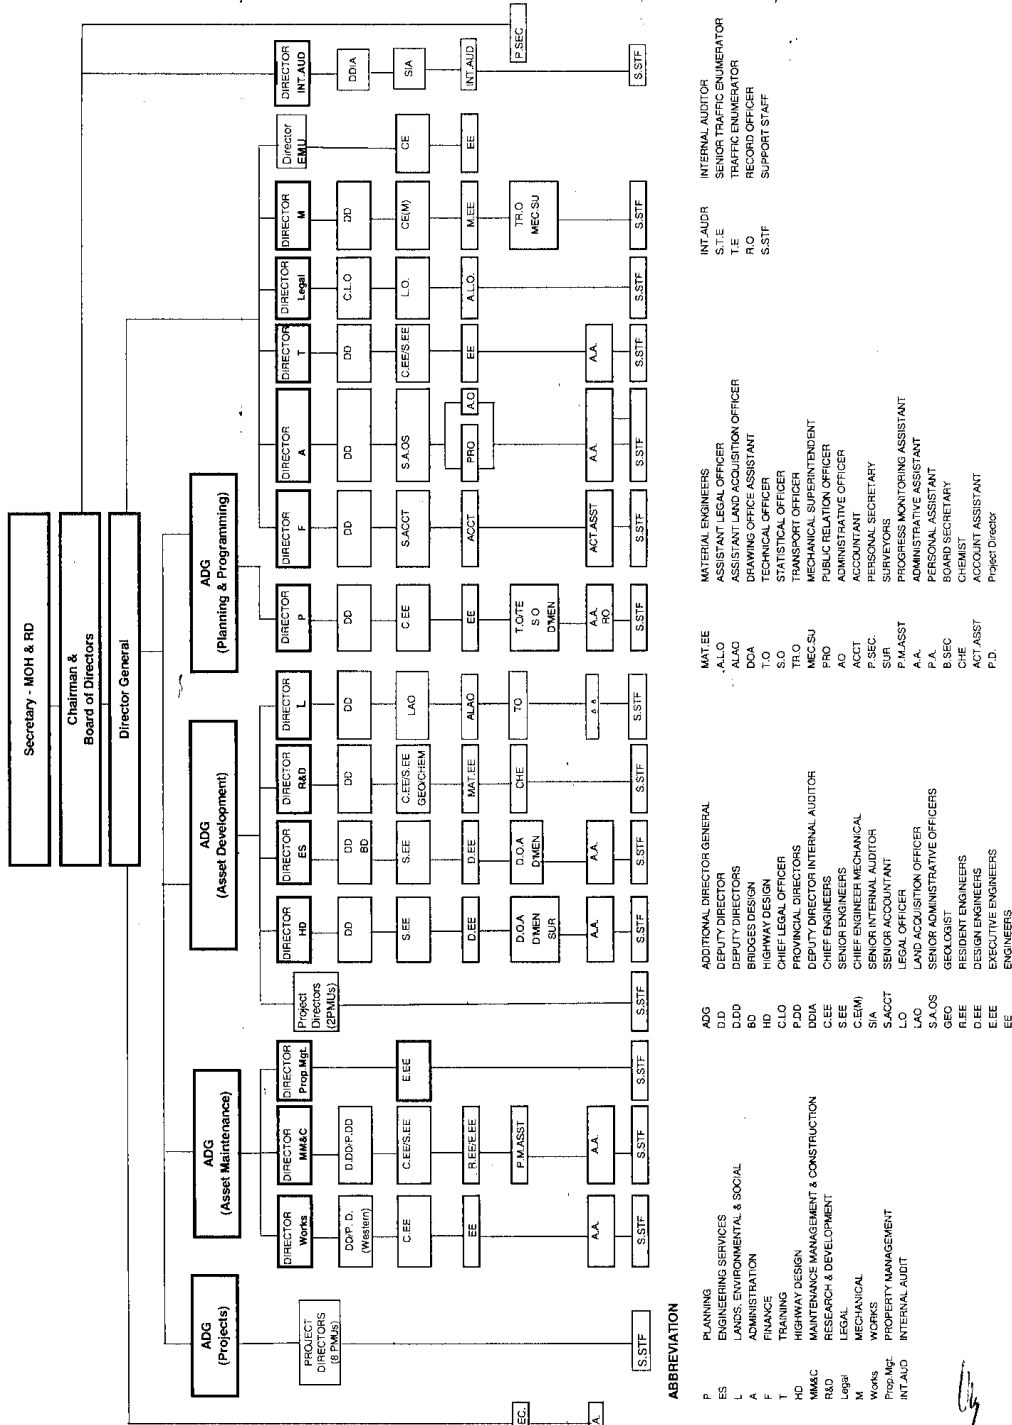 Secretary - MOH & RD
Chairman &
Board of Directors
Director General
ADG
(Projects)
ADG
(Asset Maintenance)
ADG
(Asset Development)
ADG
(Planning & Programming)
PROJECT
DIRECTORS
(8 PMUs)
S.STF
DIRECTOR
Works
DD/P. D.
(Western)
C.EE
EE
A.A.
S.STF
DIRECTOR
MM&C
D.DD/P.DD
C.EE/S.EE
R.EE/E.EE
P.M.ASST
A.A.
S.STF
DIRECTOR
Prop.Mgt.
E.EE
S.STF
Project
Directors
(2PMUs)
S.STF
DIRECTOR
HD
DD
S.EE
D.EE
D.O.A
D'MEN
SUR
A.A.
S.STF
DIRECTOR
ES
DD
BD
S.EE
D.EE
D.O.A
D'MEN
A.A.
S.STF
DIRECTOR
R&D
DD
C.EE/S.EE
GEO/CHEM
MAT.EE
CHE
S.STF
DIRECTOR
L
DD
LAO
ALAO
TO
S.STF
DIRECTOR
P
DD
C.EE
EE
T.O/TE
S O
D'MEN
A.A.
RO
S.STF
DIRECTOR
F
DD
S.ACCT
ACCT
ACT.ASST
S.STF
DIRECTOR
A
DD
S.A.OS
PRO
A.O
A.A.
S.STF
DIRECTOR
T
DD
C.EE/S.EE
EE
A.A.
S.STF
DIRECTOR
Legal
C.L.O
L.O.
A.L.O.
S.STF
DIRECTOR
M
DD
CE(M)
M.EE
TR.O
MEC.SU
S.STF
Director
EMU
CE
EE
DIRECTOR
INT.AUD
DDIA
SIA
INT.AUD
S.STF
P.SEC
EC.
A.
ABBREVIATION
P PLANNING
ES ENGINEERING SERVICES
L LANDS, ENVIRONMENTAL & SOCIAL
A ADMINISTRATION
F FINANCE
T TRAINING
HD HIGHWAY DESIGN
MM&C MAINTENANCE MANAGEMENT & CONSTRUCTION
R&D RESEARCH & DEVELOPMENT
Legal LEGAL
M MECHANICAL
Works WORKS
Prop.Mgt. PROPERTY MANAGEMENT
INT.AUD INTERNAL AUDIT
ADG ADDITIONAL DIRECTOR GENERAL
D.D DEPUTY DIRECTOR
D.DD DEPUTY DIRECTORS
BD BRIDGES DESIGN
HD HIGHWAY DESIGN
C.LO CHIEF LEGAL OFFICER
P.DD PROVINCIAL DIRECTORS
DDIA DEPUTY DIRECTOR INTERNAL AUDITOR
C.EE CHIEF ENGINEERS
S.EE SENIOR ENGINEERS
C.E(M) CHIEF ENGINEER MECHANICAL
SIA SENIOR INTERNAL AUDITOR
S.ACCT SENIOR ACCOUNTANT
L.O LEGAL OFFICER
LAO LAND ACQUISITION OFFICER
S.A.OS SENIOR ADMINISTRATIVE OFFICERS
GEO GEOLOGIST
R.EE RESIDENT ENGINEERS
D.EE DESIGN ENGINEERS
E.EE EXECUTIVE ENGINEERS
EE ENGINEERS
MAT.EE MATERIAL ENGINEERS
A.L.O ASSISTANT LEGAL OFFICER
ALAO ASSISTANT LAND ACQUISITION OFFICER
DOA DRAWING OFFICE ASSISTANT
T.O TECHNICAL OFFICER
S.O STATISTICAL OFFICER
TR.O TRANSPORT OFFICER
MEC.SU MECHANICAL SUPERINTENDENT
PRO PUBLIC RELATION OFFICER
AO ADMINISTRATIVE OFFICER
ACCT ACCOUNTANT
P.SEC. PERSONAL SECRETARY
SUR SURVEYORS
P.M.ASST PROGRESS MONITORING ASSISTANT
A.A. ADMINISTRATIVE ASSISTANT
P.A. PERSONAL ASSISTANT
B.SEC BOARD SECRETARY
CHE CHEMIST
ACT.ASST ACCOUNT ASSISTANT
P.D. Project Director
INT.AUDR INTERNAL AUDITOR
S.T.E SENIOR TRAFFIC ENUMERATOR
T.E TRAFFIC ENUMERATOR
R.O RECORD OFFICER
S.STF SUPPORT STAFF